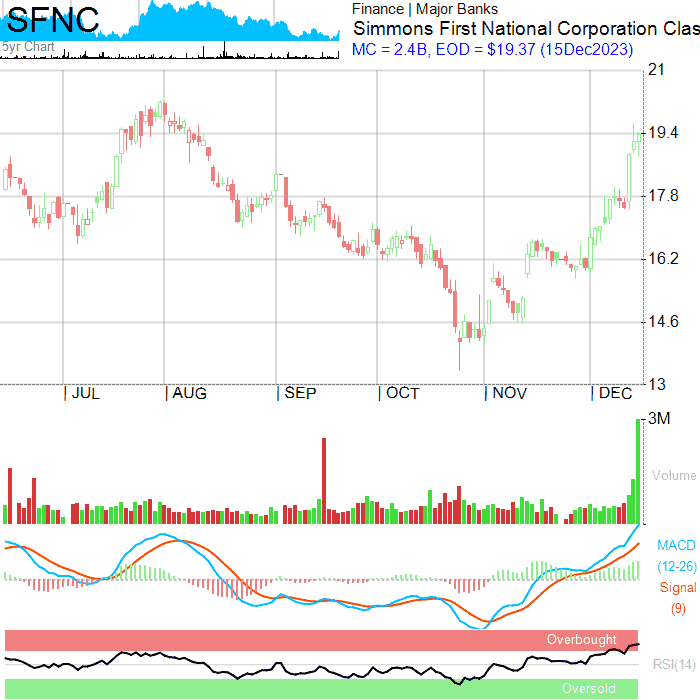 SFNC
5yr Chart
Finance | Major Banks
Simmons First National Corporation Clas
MC = 2.4B, EOD = $19.37 (15Dec2023)
21
19.4
17.8
16.2
14.6
13
| JUL | AUG | SEP | OCT | NOV | DEC
3M
Volume
MACD
(12-26)
Signal
(9)
Overbought
RSI(14)
Oversold